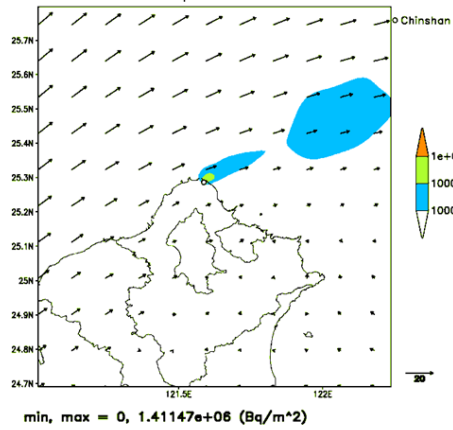 25.7N
Chinshan
25.6N
25.5N
25.4N
25.3N
25.2N
25.1N
25N
24.9N
24.8N
24.7N
121.5E
122E
1000
1000
20
min, max = 0, 1.41147e+06 (Bq/m^2)